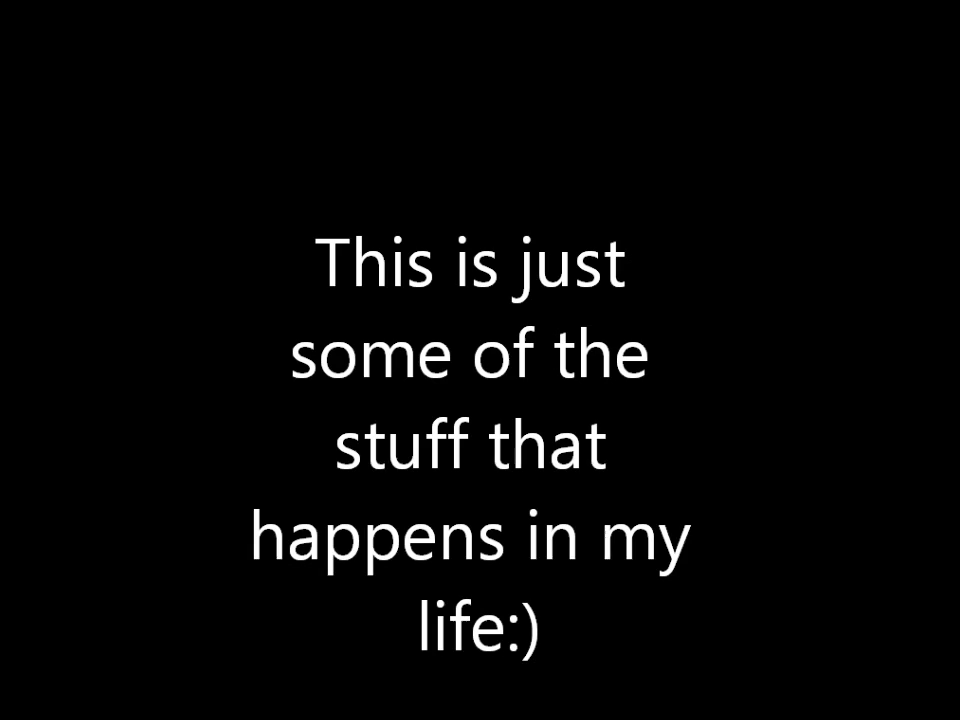 This is just
some of the
stuff that
happens in my
life:)